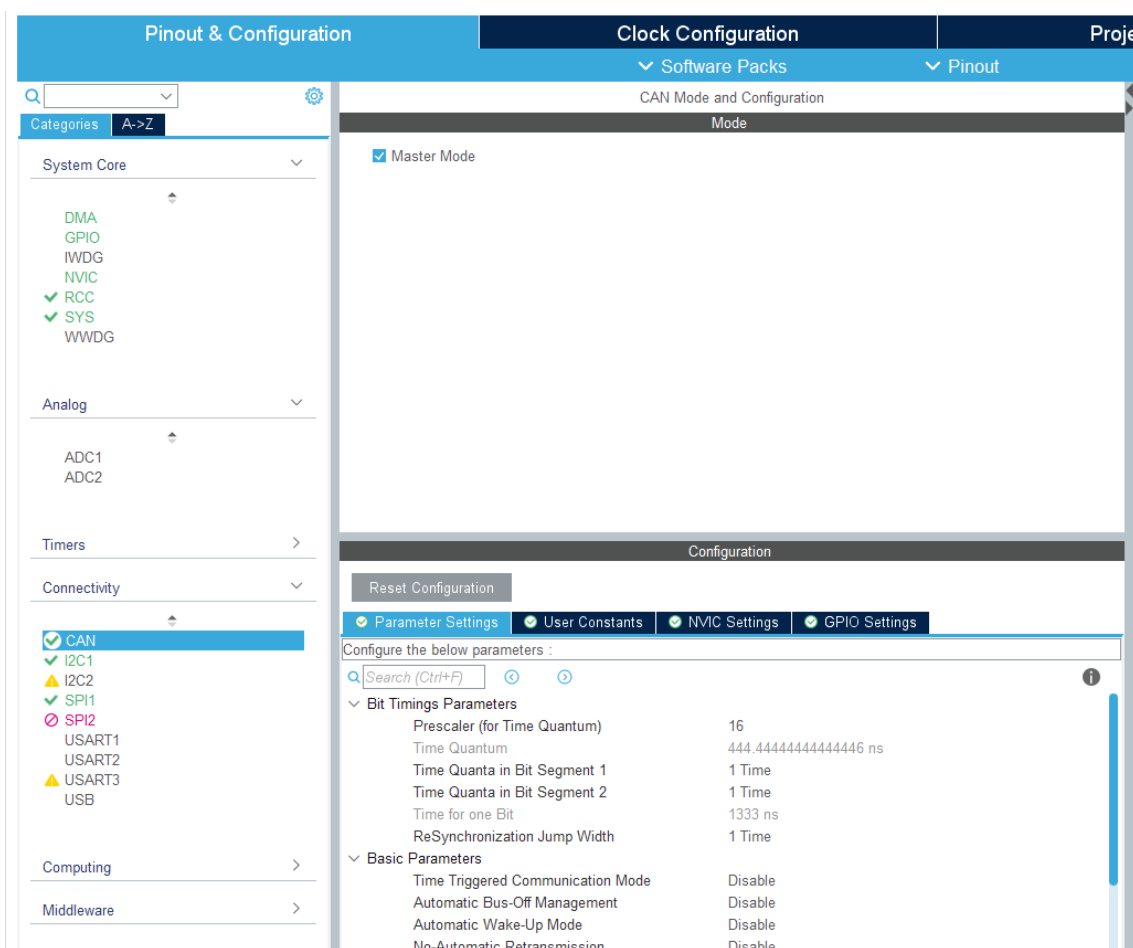 Pinout & Configuration
Clock Configuration
Proje
Software Packs
Pinout
Categories
A->Z
System Core
DMA
GPIO
IWDG
NVIC
RCC
SYS
WWDG
Analog
ADC1
ADC2
Timers
Connectivity
CAN
I2C1
I2C2
SPI1
SPI2
USART1
USART2
USART3
USB
Computing
Middleware
CAN Mode and Configuration
Mode
Master Mode
Configuration
Reset Configuration
Parameter Settings
User Constants
NVIC Settings
GPIO Settings
Configure the below parameters :
Search (Ctrl+F)
Bit Timings Parameters
Prescaler (for Time Quantum) 16
Time Quantum 444.44444444444446 ns
Time Quanta in Bit Segment 1 1 Time
Time Quanta in Bit Segment 2 1 Time
Time for one Bit 1333 ns
ReSynchronization Jump Width 1 Time
Basic Parameters
Time Triggered Communication Mode Disable
Automatic Bus-Off Management Disable
Automatic Wake-Up Mode Disable
No-Automatic Retransmission Disable